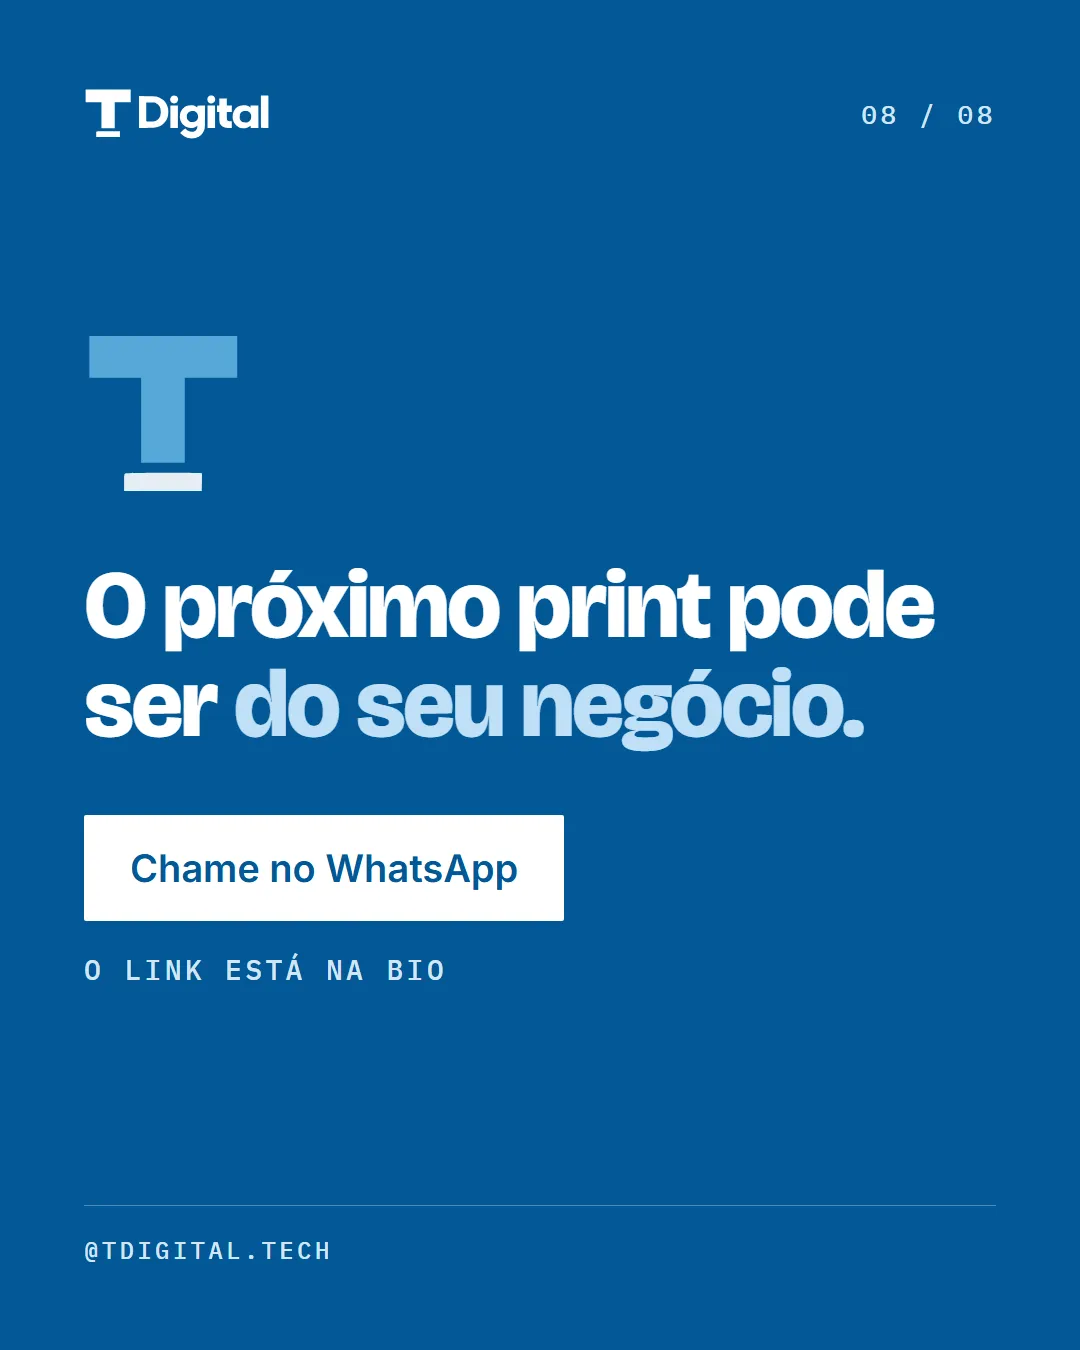 T Digital
08 / 08
T
O próximo print pode
ser do seu negócio.
Chame no WhatsApp
O LINK ESTÁ NA BIO
@TDIGITAL.TECH